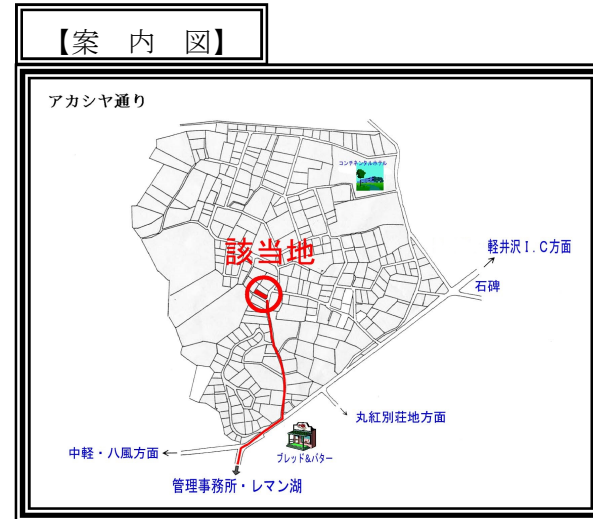 【案 内 図】
アカシヤ通り
コンチネンタルホテル
該当地
軽井沢I.C方面
石碑
丸紅別荘地方面
中軽・八風方面←
ブレッド&バター
管理事務所・レマン湖